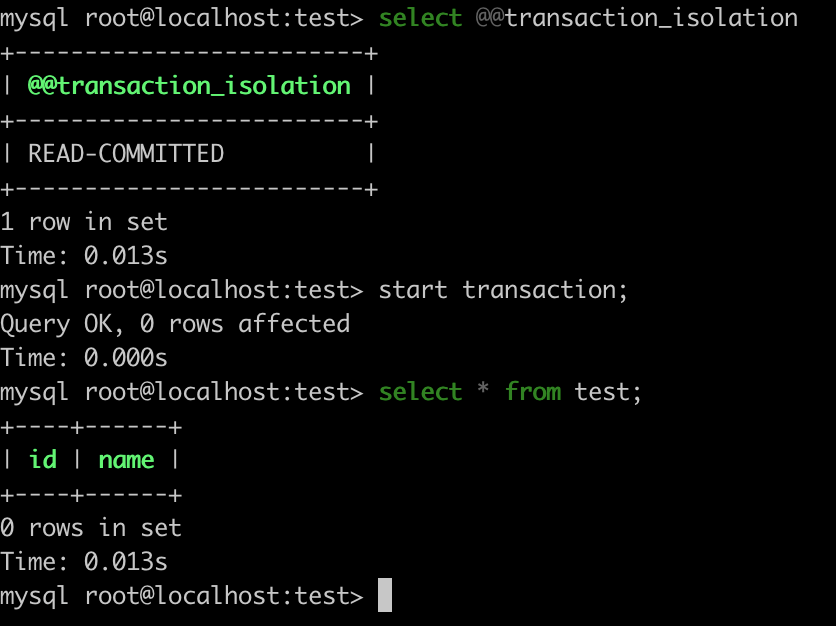 mysql root@localhost:test> select @@transaction_isolation
+-------------------------+
| @@transaction_isolation |
+-------------------------+
| READ-COMMITTED          |
+-------------------------+
1 row in set
Time: 0.013s
mysql root@localhost:test> start transaction;
Query OK, 0 rows affected
Time: 0.000s
mysql root@localhost:test> select * from test;
+----+------+
| id | name |
+----+------+
0 rows in set
Time: 0.013s
mysql root@localhost:test>